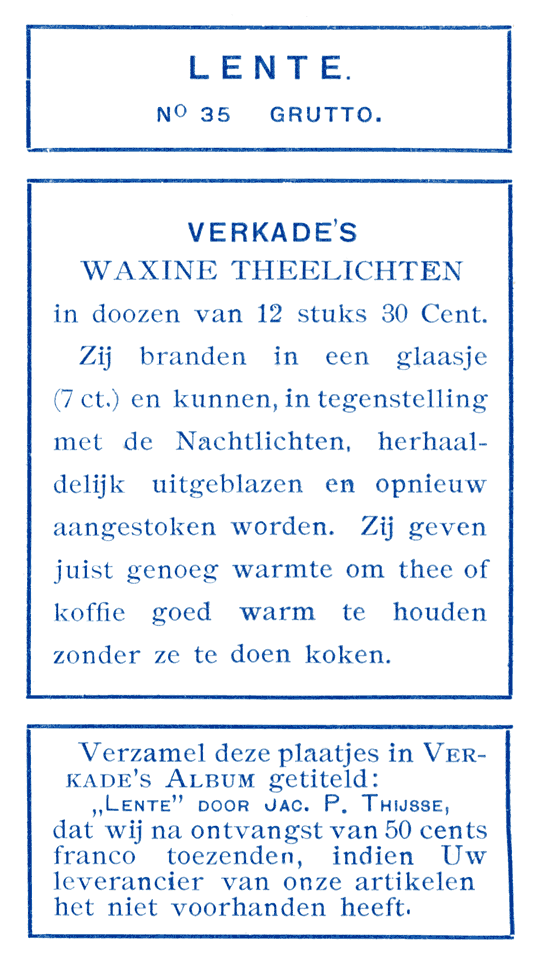 LENTE.
Nº 35 GRUTTO.
VERKADE'S
WAXINE THEELICHTEN
in doozen van 12 stuks 30 Cent.
Zij branden in een glaasje
(7 ct.) en kunnen, in tegenstelling
met de Nachtlichten, herhaal-
delijk uitgeblazen en opnieuw
aangestoken worden. Zij geven
juist genoeg warmte om thee of
koffie goed warm te houden
zonder ze te doen koken.
Verzamel deze plaatjes in VER-
KADE'S ALBUM getiteld:
„LENTE” DOOR JAC. P. THIJSSE,
dat wij na ontvangst van 50 cents
franco toezenden, indien Uw
leverancier van onze artikelen
het niet voorhanden heeft.